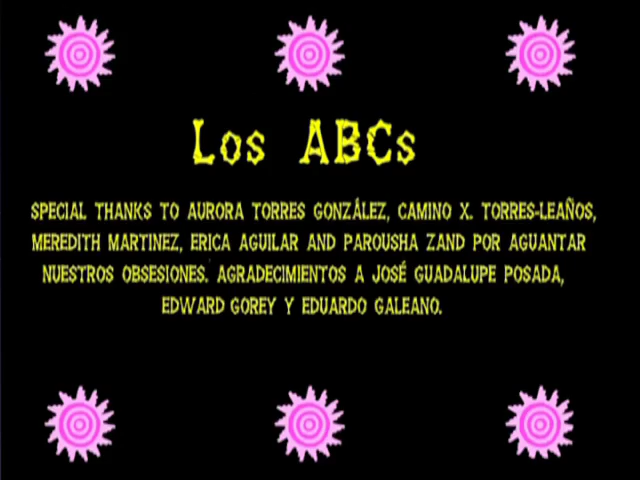 Los ABCs
SPECIAL THANKS TO AURORA TORRES GONZÁLEZ, CAMINO X. TORRES-LEAÑOS,
MEREDITH MARTINEZ, ERICA AGUILAR AND PAROUSHA ZAND POR AGUANTAR
NUESTROS OBSESIONES. AGRADECIMIENTOS A JOSÉ GUADALUPE POSADA,
EDWARD GOREY Y EDUARDO GALEANO.